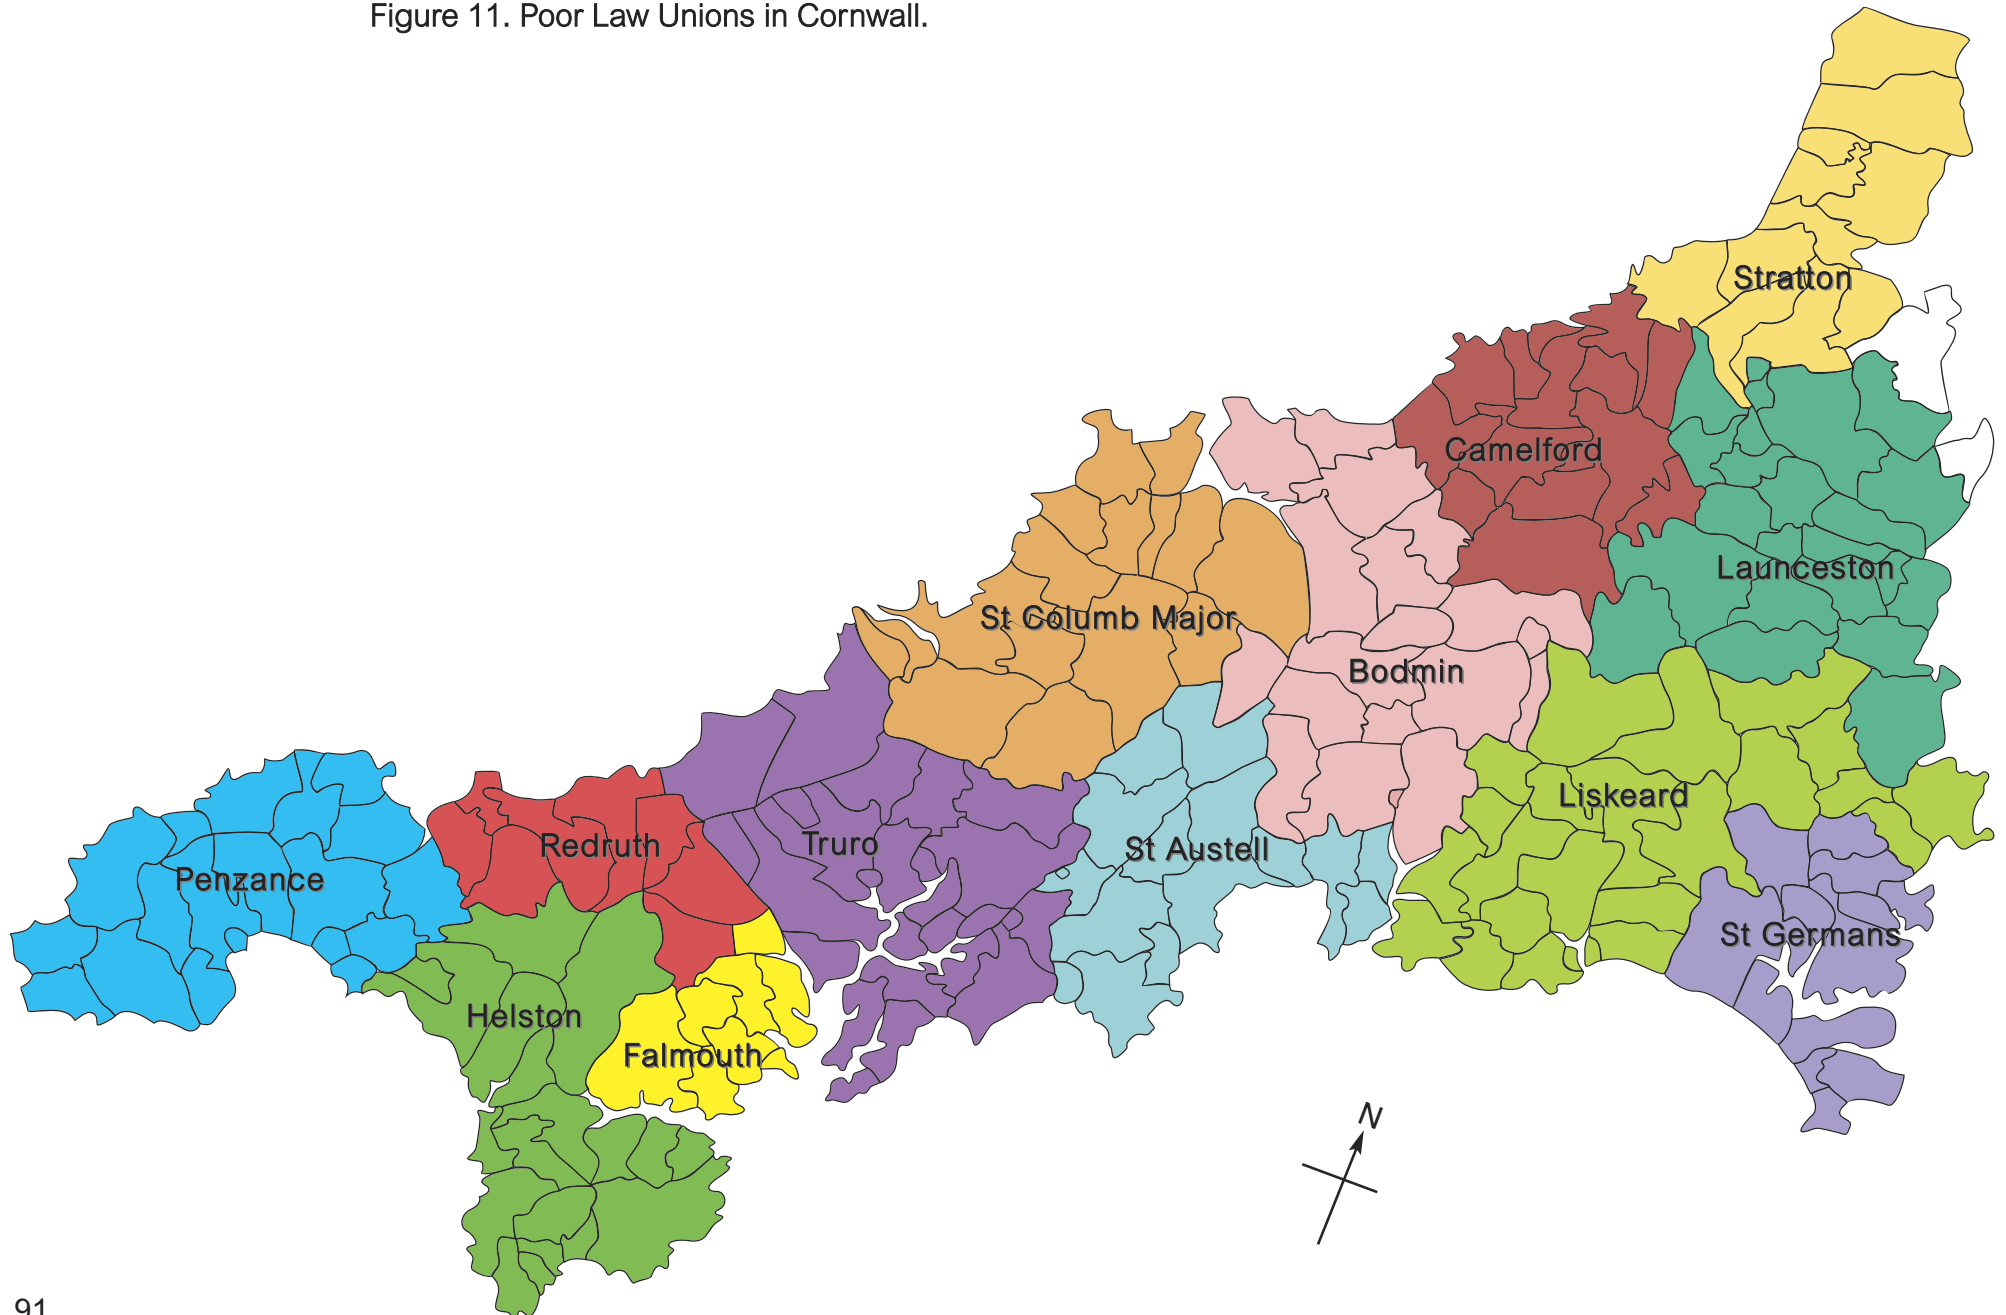 Figure 11. Poor Law Unions in Cornwall.
Stratton
Camelford
Launceston
St Columb Major
Bodmin
Liskeard
Redruth
Truro
St Austell
Penzance
St Germans
Helston
Falmouth
N
91